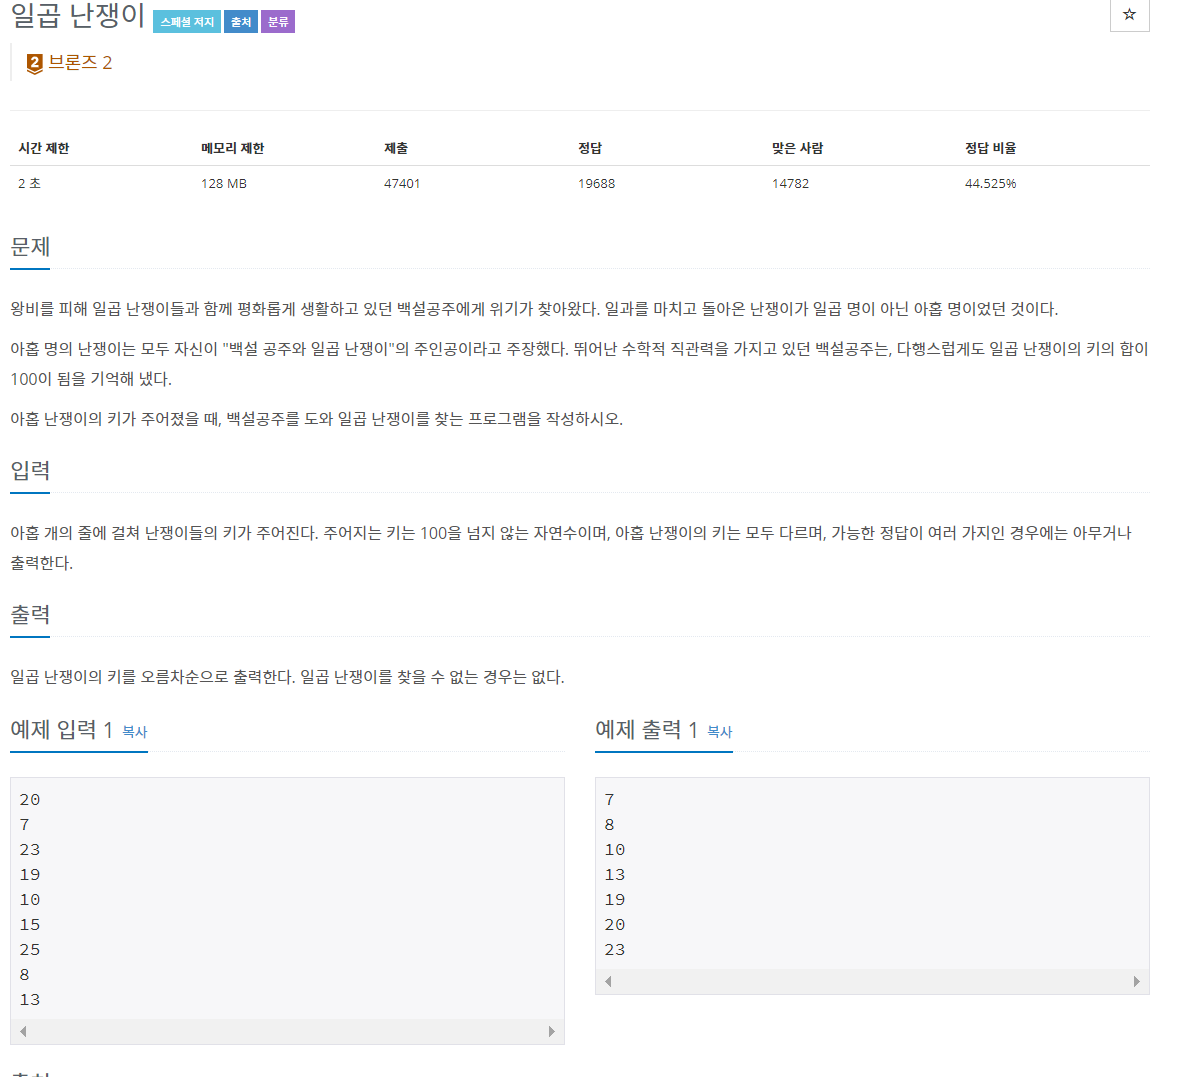 일곱 난쟁이 스페셜 저지 출처 분류
☆
2 브론즈 2
시간 제한 메모리 제한 제출 정답 맞은 사람 정답 비율
2 초 128 MB 47401 19688 14782 44.525%
문제
왕비를 피해 일곱 난쟁이들과 함께 평화롭게 생활하고 있던 백설공주에게 위기가 찾아왔다. 일과를 마치고 돌아온 난쟁이가 일곱 명이 아닌 아홉 명이었던 것이다.
아홉 명의 난쟁이는 모두 자신이 "백설 공주와 일곱 난쟁이"의 주인공이라고 주장했다. 뛰어난 수학적 직관력을 가지고 있던 백설공주는, 다행스럽게도 일곱 난쟁이의 키의 합이
100이 됨을 기억해 냈다.
아홉 난쟁이의 키가 주어졌을 때, 백설공주를 도와 일곱 난쟁이를 찾는 프로그램을 작성하시오.
입력
아홉 개의 줄에 걸쳐 난쟁이들의 키가 주어진다. 주어지는 키는 100을 넘지 않는 자연수이며, 아홉 난쟁이의 키는 모두 다르며, 가능한 정답이 여러 가지인 경우에는 아무거나
출력한다.
출력
일곱 난쟁이의 키를 오름차순으로 출력한다. 일곱 난쟁이를 찾을 수 없는 경우는 없다.
예제 입력 1 복사
20
7
23
19
10
15
25
8
13
예제 출력 1 복사
7
8
10
13
19
20
23